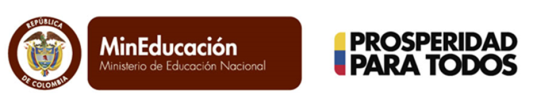 REPÚBLICA
DE COLOMBIA
MinEducación
Ministerio de Educación Nacional
PROSPERIDAD
PARA TODOS